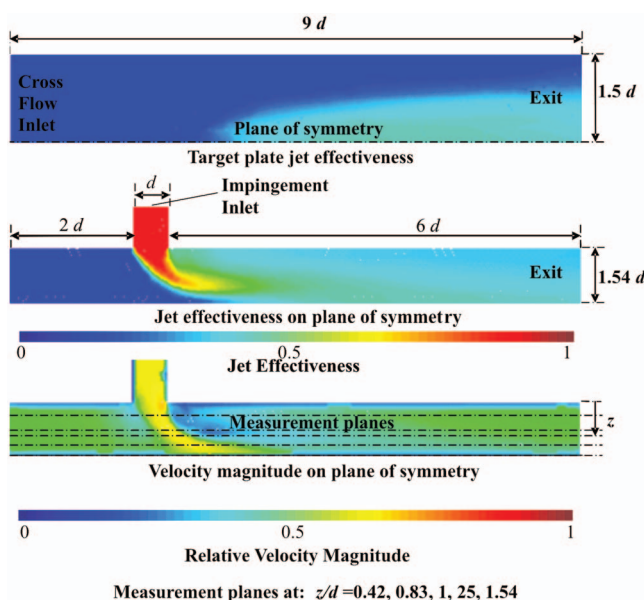 9 d
Cross
Flow
Inlet
Exit
1.5 d
Plane of symmetry
Target plate jet effectiveness
d
Impingement
Inlet
2 d
6 d
Exit
1.54 d
Jet effectiveness on plane of symmetry
0 0.5 1
Jet Effectiveness
Measurement planes
z
Velocity magnitude on plane of symmetry
0 0.5 1
Relative Velocity Magnitude
Measurement planes at: z/d =0.42, 0.83, 1, 25, 1.54